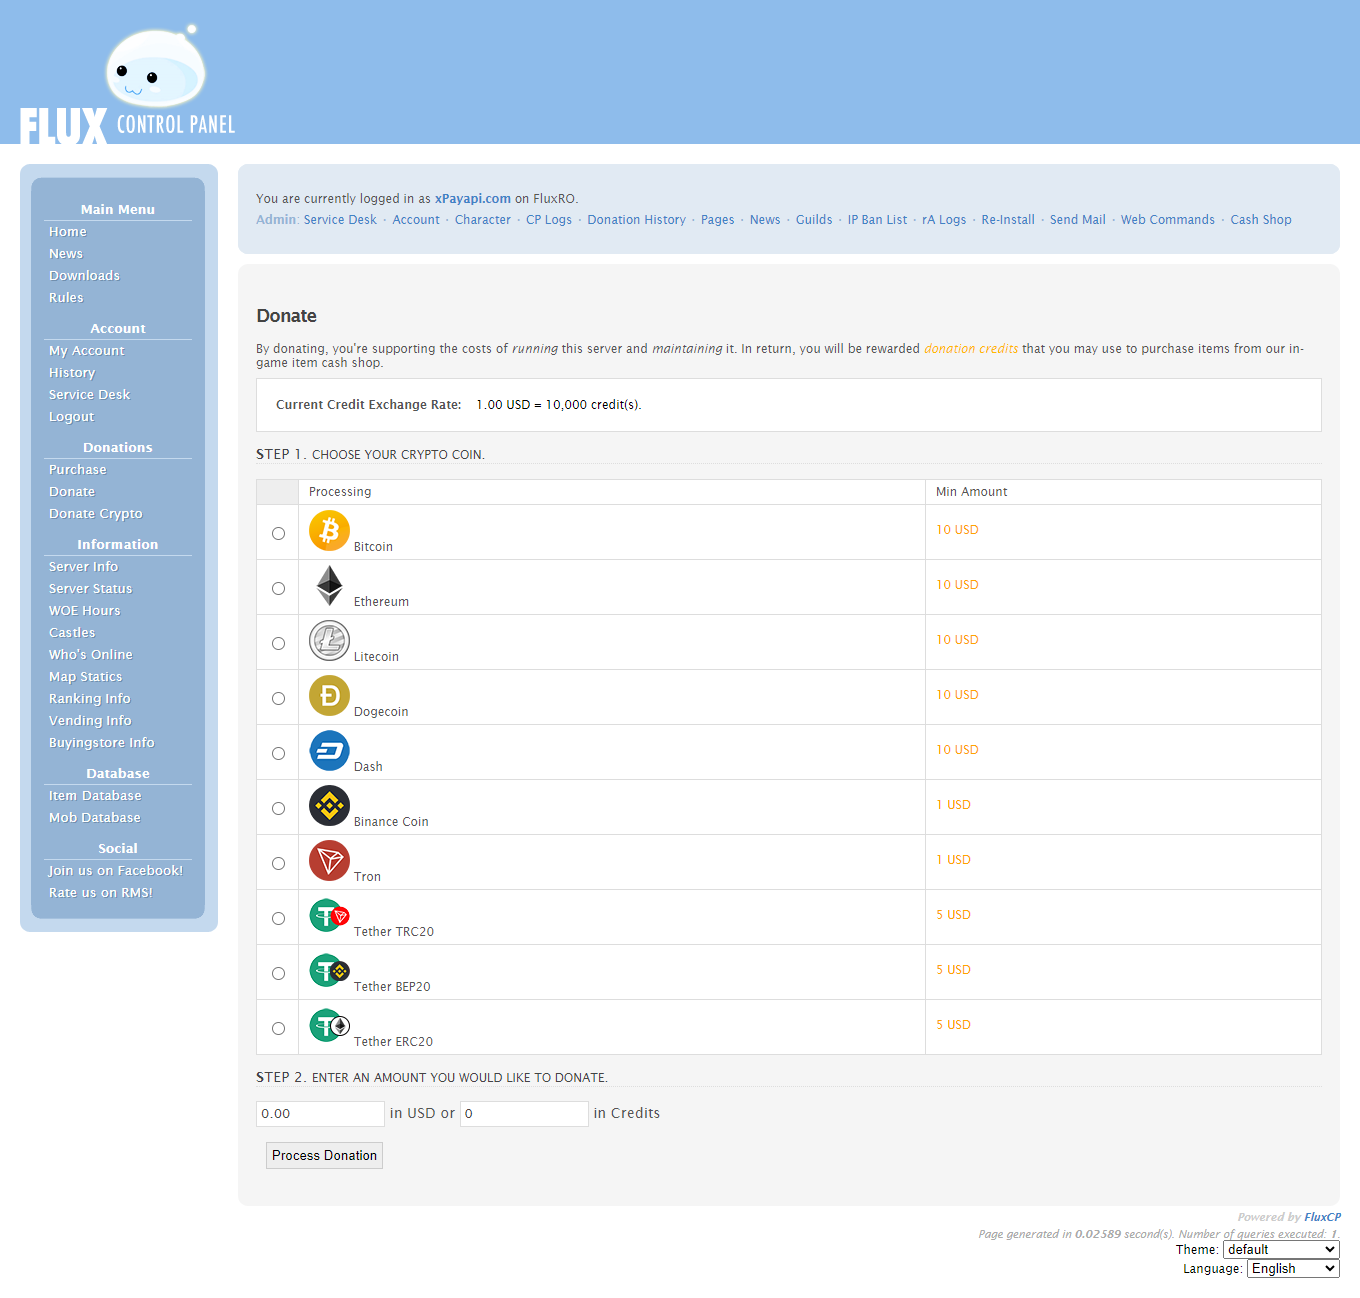 FLUX CONTROL PANEL
Main Menu
Home
News
Downloads
Rules
Account
My Account
History
Service Desk
Logout
Donations
Purchase
Donate
Donate Crypto
Information
Server Info
Server Status
WOE Hours
Castles
Who's Online
Map Statics
Ranking Info
Vending Info
Buyingstore Info
Database
Item Database
Mob Database
Social
Join us on Facebook!
Rate us on RMS!
You are currently logged in as xPayapi.com on FluxRO.
Admin: Service Desk · Account · Character · CP Logs · Donation History · Pages · News · Guilds · IP Ban List · rA Logs · Re-Install · Send Mail · Web Commands · Cash Shop
Donate
By donating, you're supporting the costs of running this server and maintaining it. In return, you will be rewarded donation credits that you may use to purchase items from our in-
game item cash shop.
Current Credit Exchange Rate: 1.00 USD = 10,000 credit(s).
STEP 1. CHOOSE YOUR CRYPTO COIN.
Processing Min Amount
Bitcoin 10 USD
Ethereum 10 USD
Litecoin 10 USD
Dogecoin 10 USD
Dash 10 USD
Binance Coin 1 USD
Tron 1 USD
Tether TRC20 5 USD
Tether BEP20 5 USD
Tether ERC20 5 USD
STEP 2. ENTER AN AMOUNT YOU WOULD LIKE TO DONATE.
0.00 in USD or 0 in Credits
Process Donation
Powered by FluxCP
Page generated in 0.02589 second(s). Number of queries executed: 1.
Theme: default
Language: English